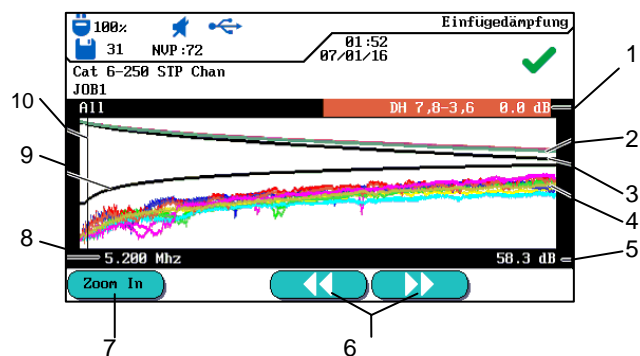 100% Einfügedämpfung
31 NVP:72 01:52
07/01/16
Cat 6-250 STP Chan
JOB1
All DH 7,8-3,6 0.0 dB
5.200 Mhz 58.3 dB
Zoom In
1
2
3
4
5
6
7
8
9
10